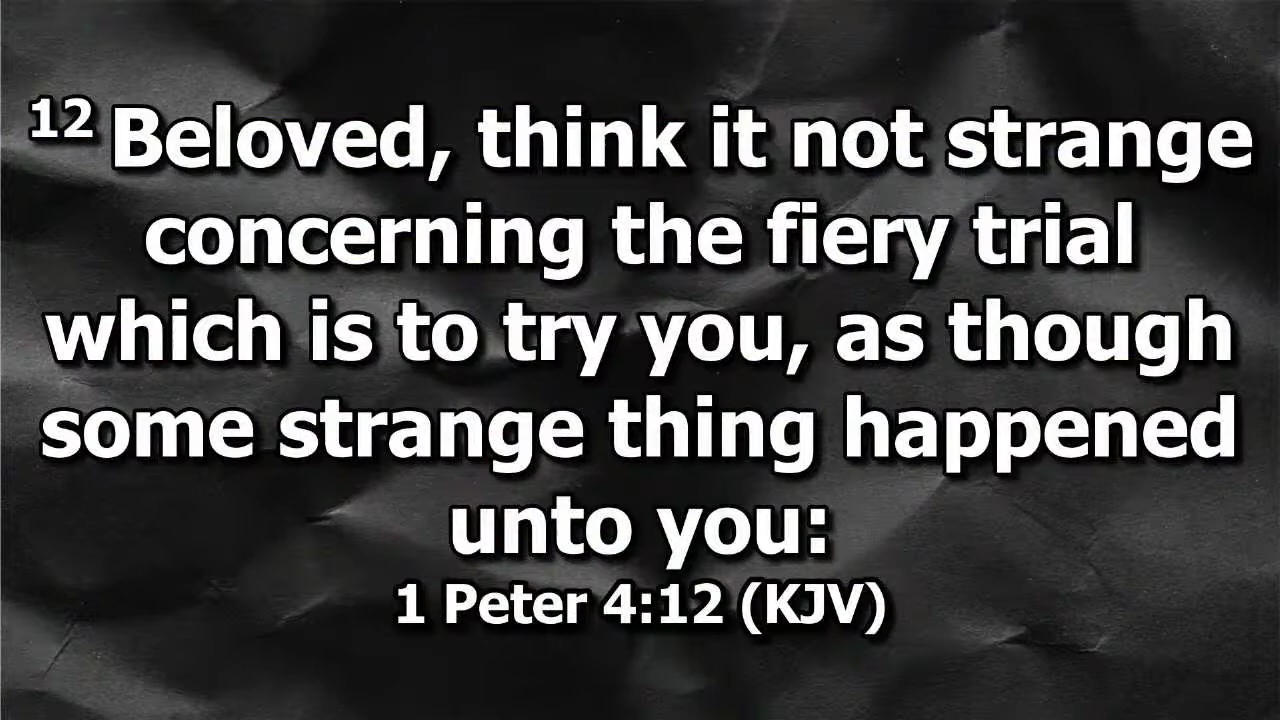 12 Beloved, think it not strange
concerning the fiery trial
which is to try you, as though
some strange thing happened
unto you:
1 Peter 4:12 (KJV)